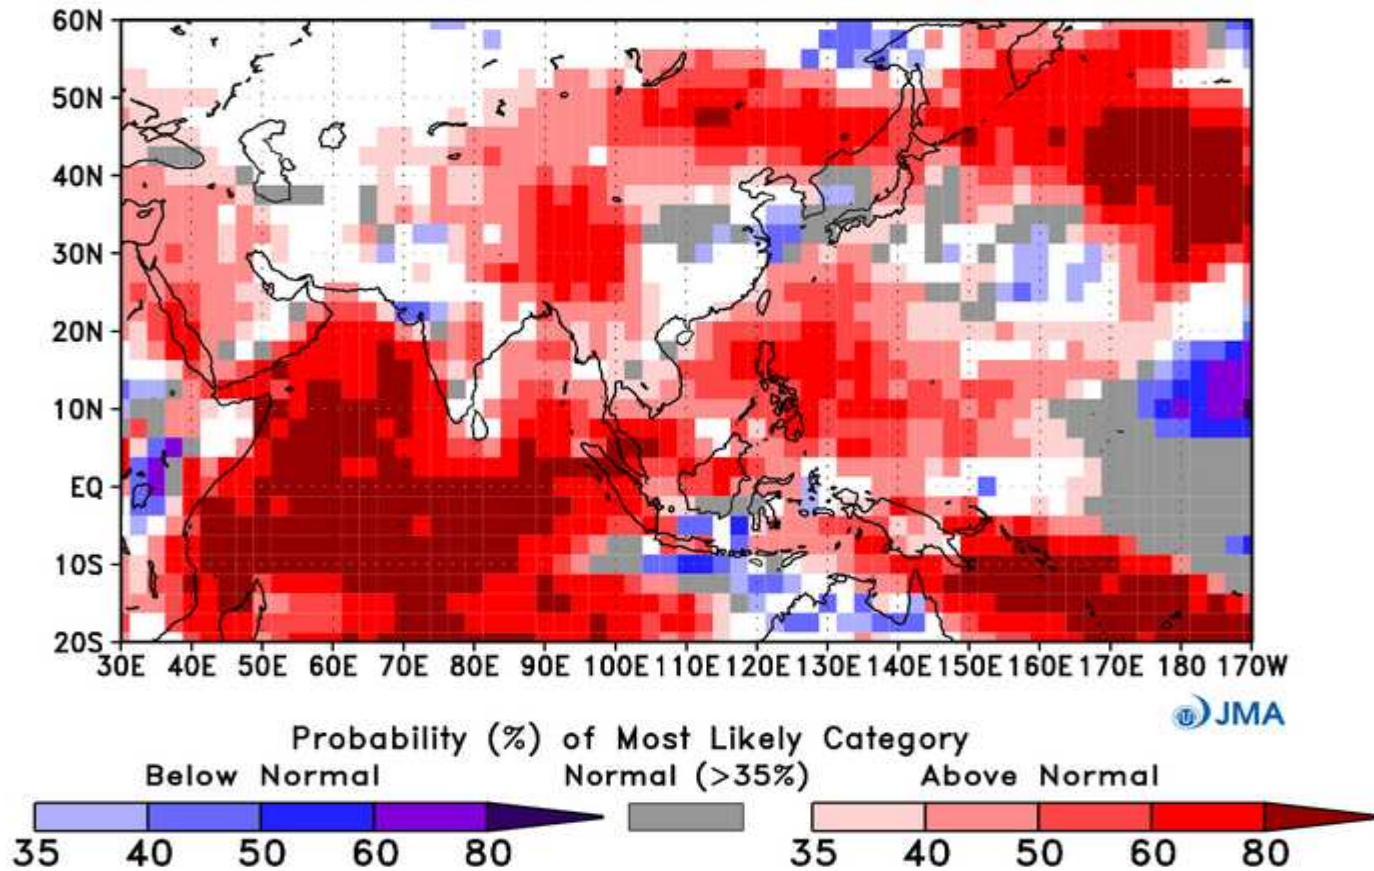 60N
50N
40N
30N
20N
10N
EQ
10S
20S
30E 40E 50E 60E 70E 80E 90E 100E 110E 120E 130E 140E 150E 160E 170E 180 170W
JMA
Probability (%) of Most Likely Category
Below Normal Normal (>35%) Above Normal
35 40 50 60 80 35 40 50 60 80